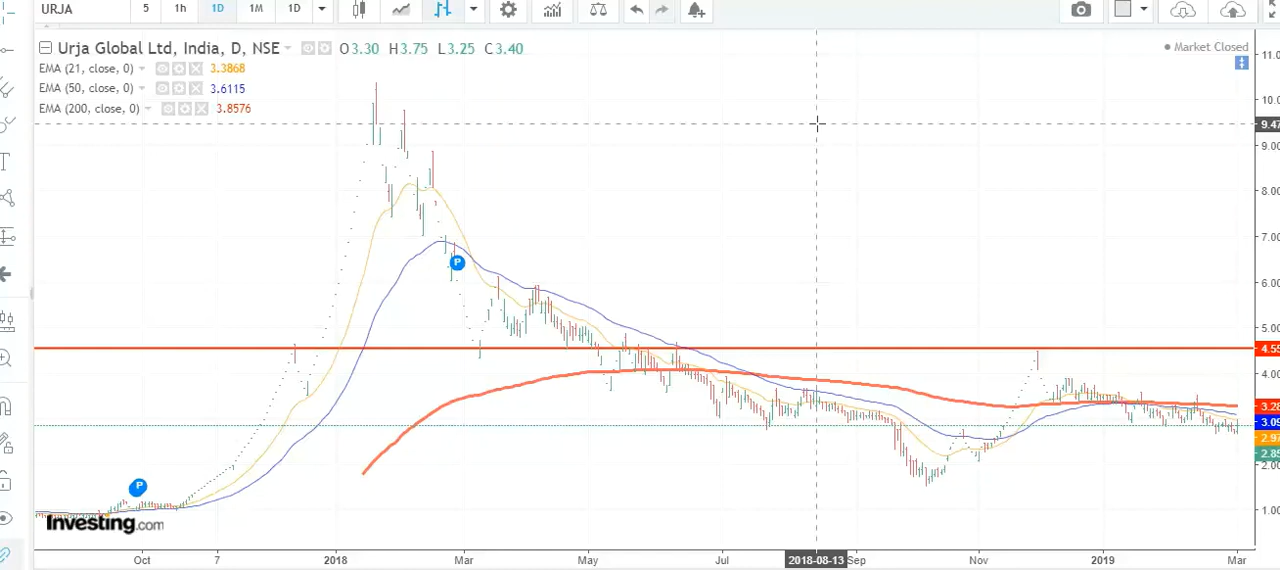 URJA 5 1h 1D 1M 1D
Urja Global Ltd, India, D, NSE O3.30 H3.75 L3.25 C3.40
Market Closed
EMA (21, close, 0) 3.3868
EMA (50, close, 0) 3.6115
EMA (200, close, 0) 3.8576
11.0
10.0
9.47
9.00
8.00
7.00
P
6.00
5.00
4.55
4.00
3.28
3.09
2.97
2.85
2.00
P
1.00
Investing.com
Oct 7 2018 Mar May Jul 2018-08-13 Sep Nov 2019 Mar